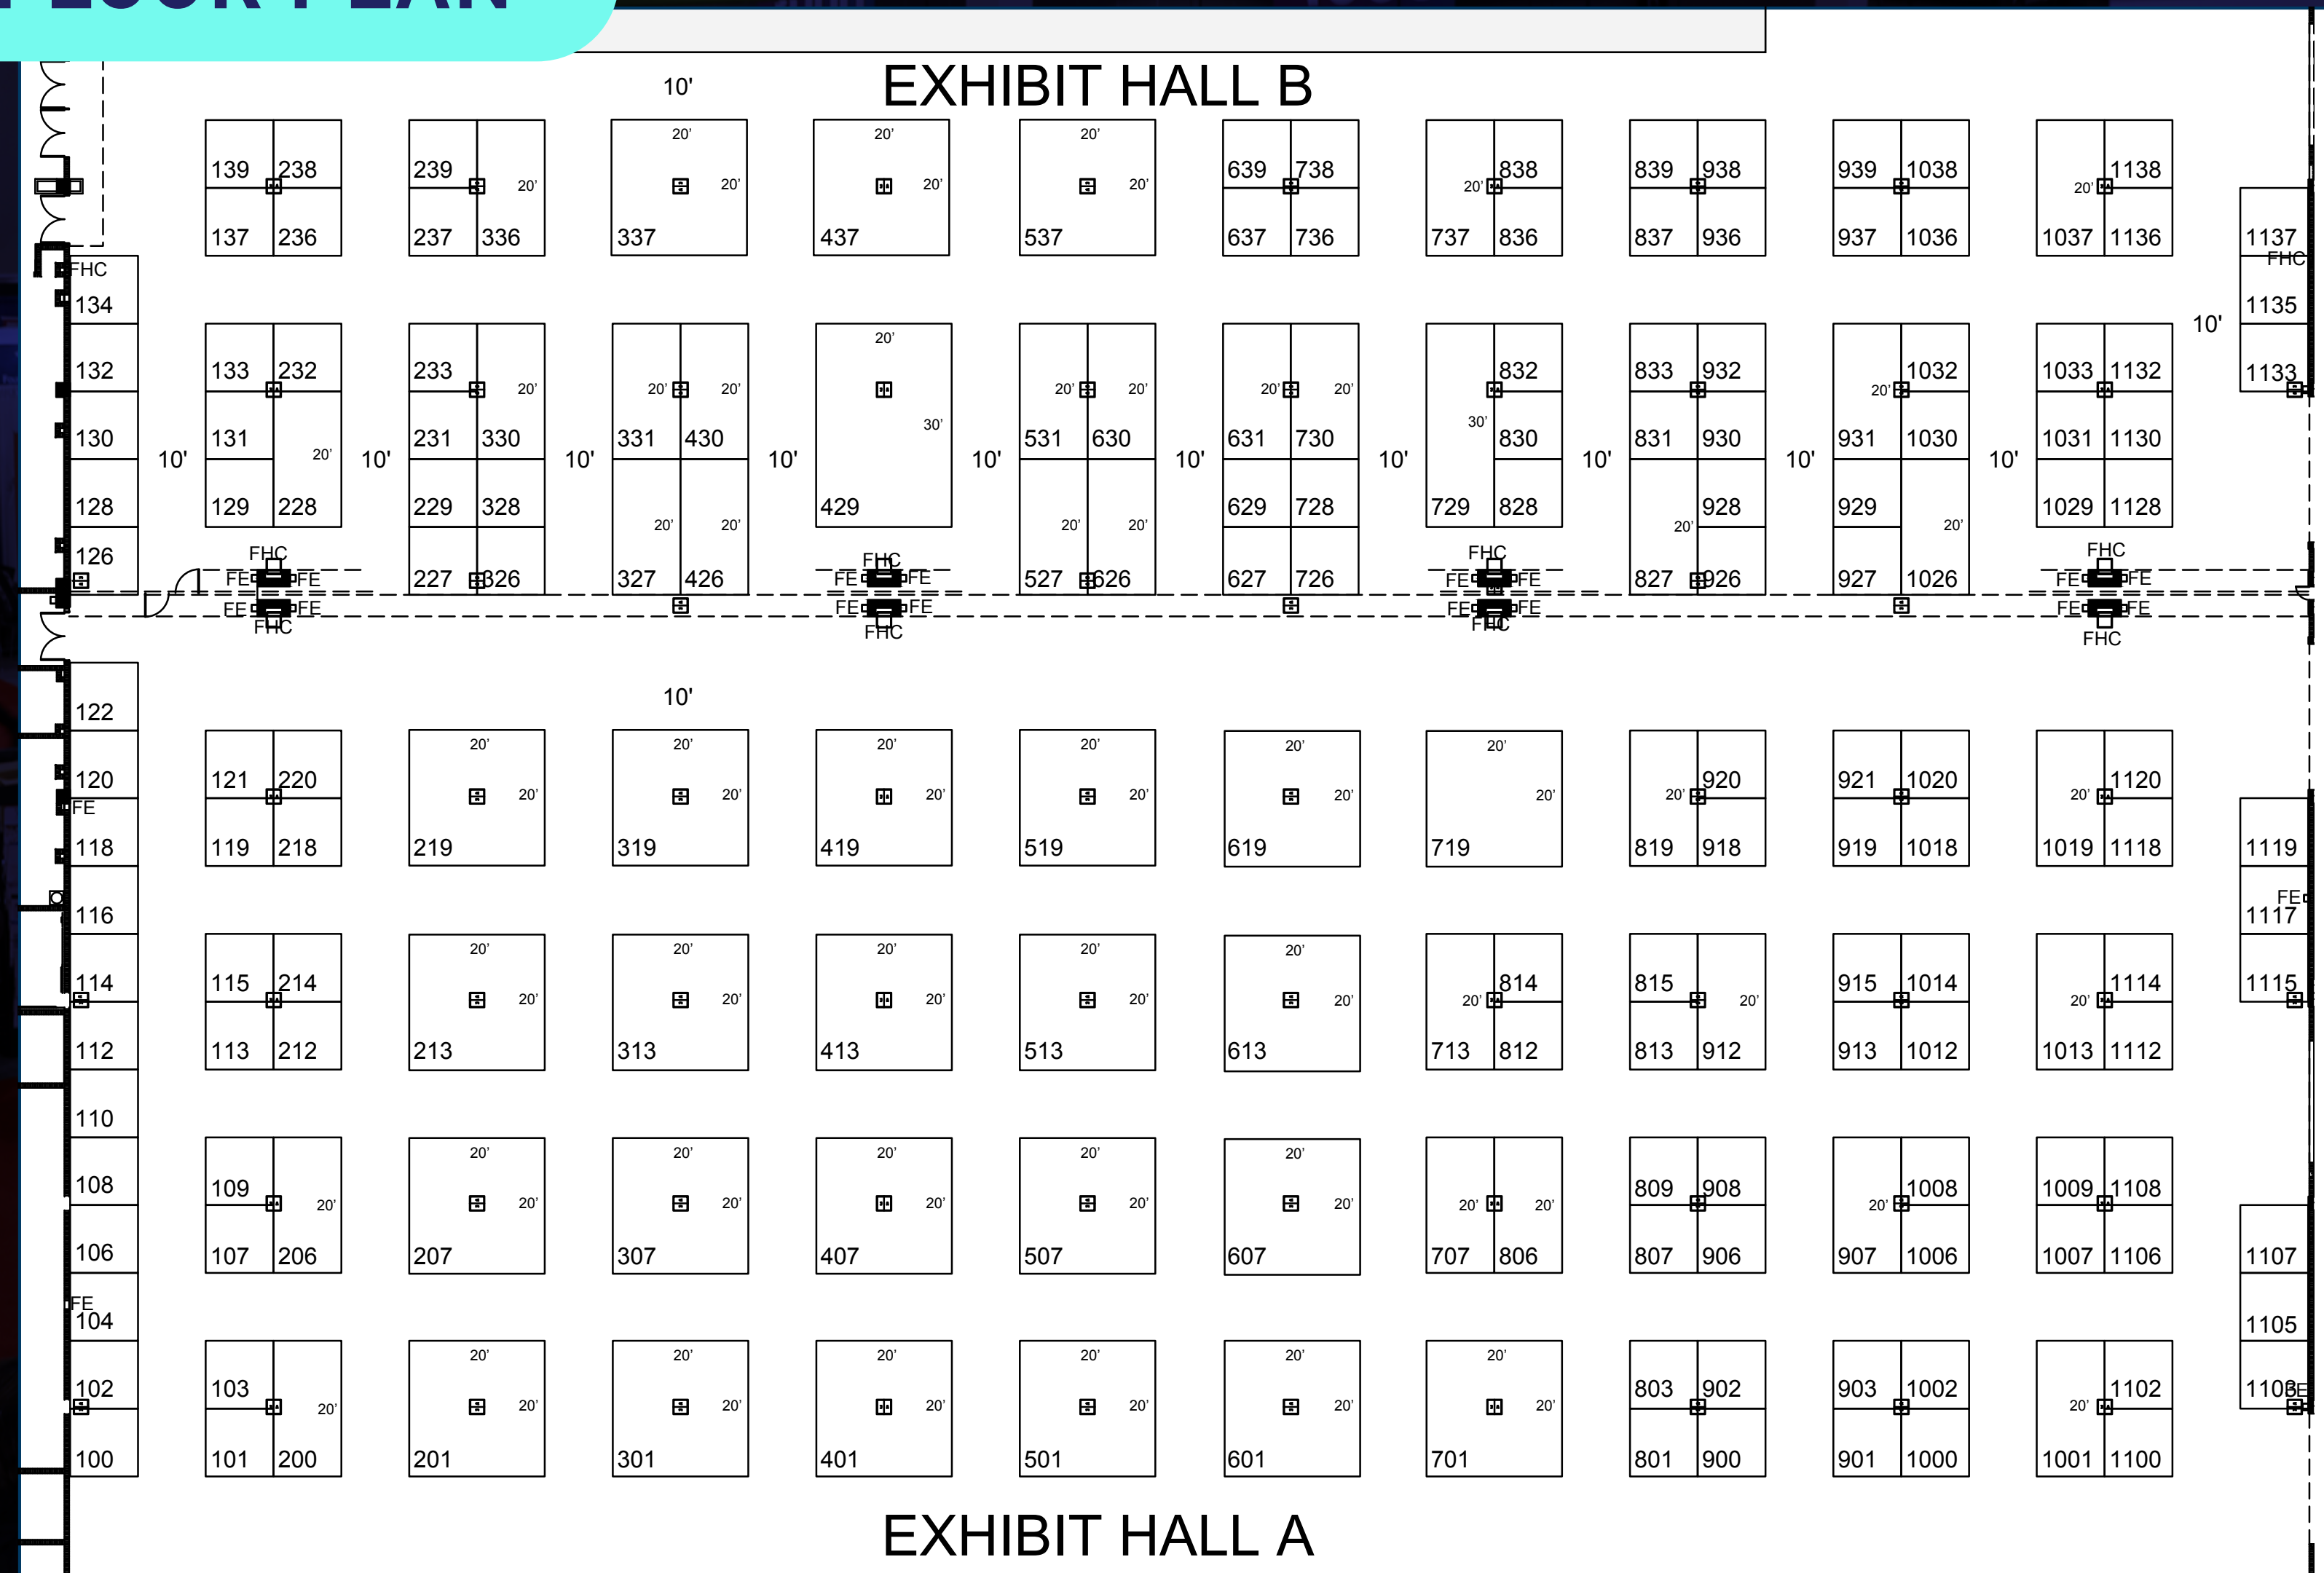 FLOOR PLAN
EXHIBIT HALL B
10'
20' 20' 20'
139 238 239 639 738 838 839 938 939 1038 1138
20' 20' 20' 20' 20' 20'
137 236 237 336 337 437 537 637 736 737 836 837 936 937 1036 1037 1136 1137
FHC FHC
134 1135
10'
20'
132 133 232 233 832 833 932 1032 1033 1132 1133
20' 20' 20' 20' 20' 20' 20'
30' 30'
130 131 231 330 331 430 531 630 631 730 830 831 930 931 1030 1031 1130
10' 10' 20' 10' 10' 10' 10' 10' 10' 10' 10'
128 129 228 229 328 429 629 728 729 828 928 929 1029 1128
20' 20' 20' 20' 20' 20'
126 FHC FHC FHC FHC
FE FE 227 326 327 426 FE FE 527 626 627 726 FE FE 827 926 927 1026 FE FE
FE FE FE FE FE FE FE FE
FHC FHC FHC FHC
10'
122
20' 20' 20' 20' 20' 20'
120 121 220 920 921 1020 1120
20' 20' 20' 20' 20' 20' 20' 20'
FE
118 119 218 219 319 419 519 619 719 819 918 919 1018 1019 1118 1119
FE
116 1117
20' 20' 20' 20' 20'
114 115 214 814 815 915 1014 1114 1115
20' 20' 20' 20' 20' 20' 20' 20'
112 113 212 213 313 413 513 613 713 812 813 912 913 1012 1013 1112
110
20' 20' 20' 20' 20'
108 109 809 908 1008 1009 1108
20' 20' 20' 20' 20' 20' 20' 20' 20'
106 107 206 207 307 407 507 607 707 806 807 906 907 1006 1007 1106 1107
FE
104 1105
20' 20' 20' 20' 20' 20'
102 103 803 902 903 1002 1102 1103 FE
20' 20' 20' 20' 20' 20' 20' 20'
100 101 200 201 301 401 501 601 701 801 900 901 1000 1001 1100
EXHIBIT HALL A